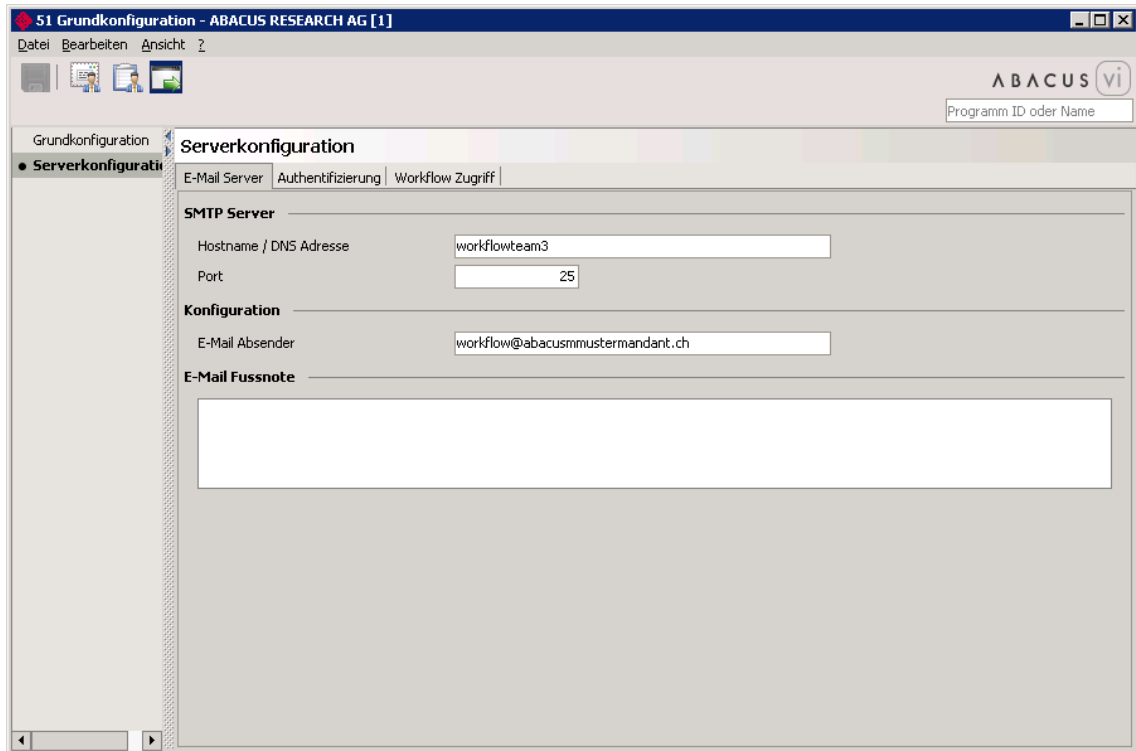 51 Grundkonfiguration - ABACUS RESEARCH AG [1]
Datei Bearbeiten Ansicht ?
ABACUS vi
Programm ID oder Name
Grundkonfiguration
• Serverkonfiguratio
Serverkonfiguration
E-Mail Server Authentifizierung Workflow Zugriff
SMTP Server
Hostname / DNS Adresse workflowteam3
Port 25
Konfiguration
E-Mail Absender workflow@abacusmmustermandant.ch
E-Mail Fussnote